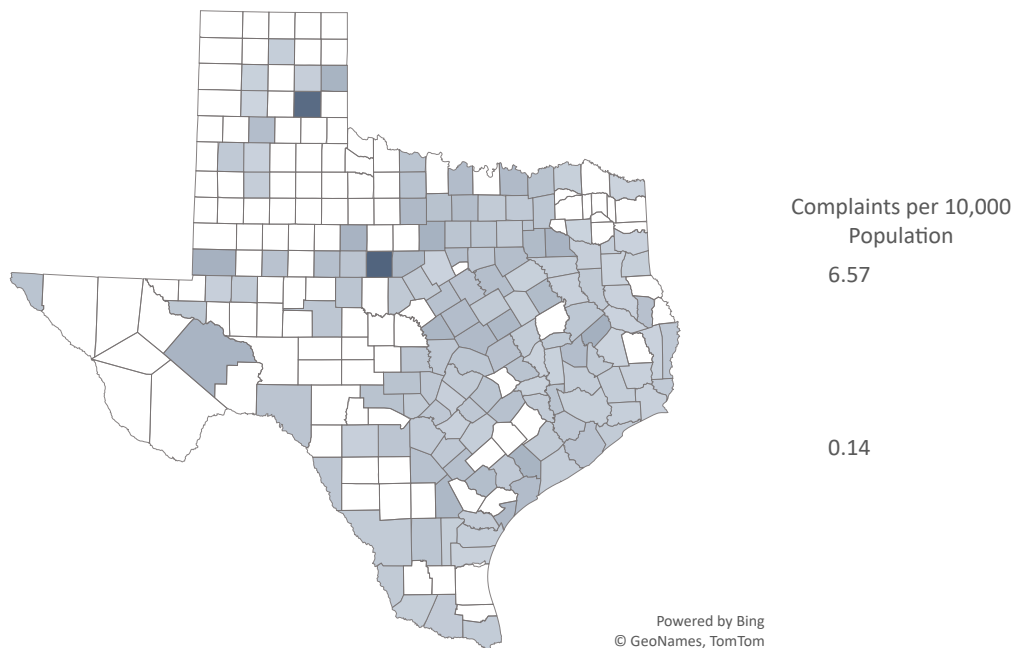 Complaints per 10,000
Population
6.57
0.14
Powered by Bing
© GeoNames, TomTom